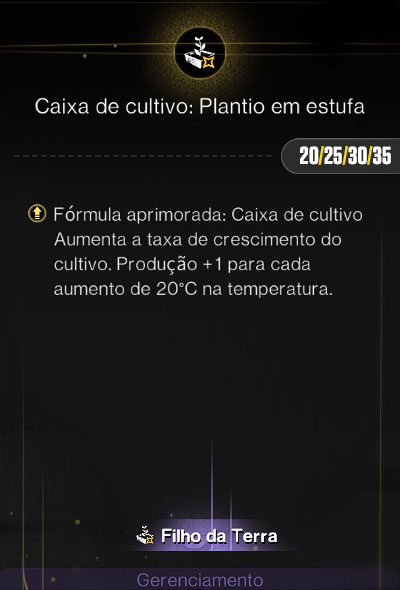 Caixa de cultivo: Plantio em estufa
20/25/30/35
Fórmula aprimorada: Caixa de cultivo
Aumenta a taxa de crescimento do
cultivo. Produção +1 para cada
aumento de 20°C na temperatura.
Filho da Terra
Gerenciamento